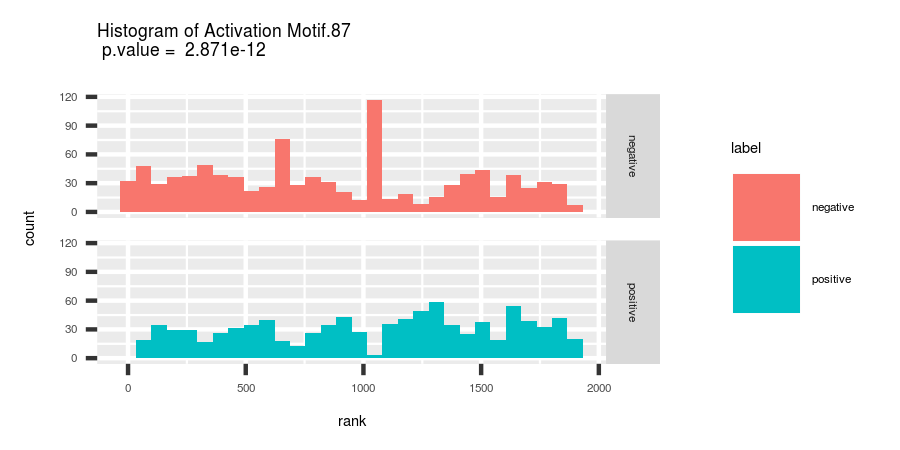 Histogram of Activation Motif.87
p.value = 2.871e-12
120
90
60
30
0
negative
120
90
60
30
0
positive
count
0
500
1000
1500
2000
rank
label
negative
positive